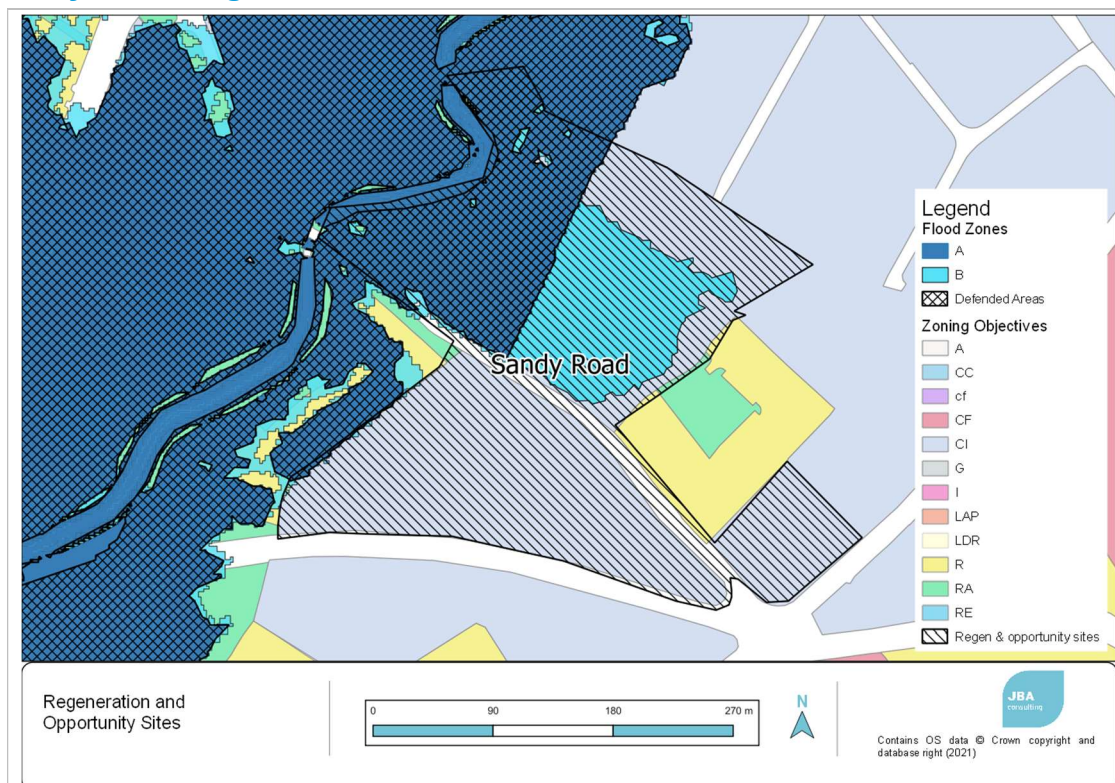 Sandy Road
Legend
Flood Zones
A
B
Defended Areas
Zoning Objectives
A
CC
cf
CF
CI
G
I
LAP
LDR
R
RA
RE
Regen & opportunity sites
Regeneration and
Opportunity Sites
0 90 180 270 m
N
JBA
consulting
Contains OS data © Crown copyright and
database right (2021)